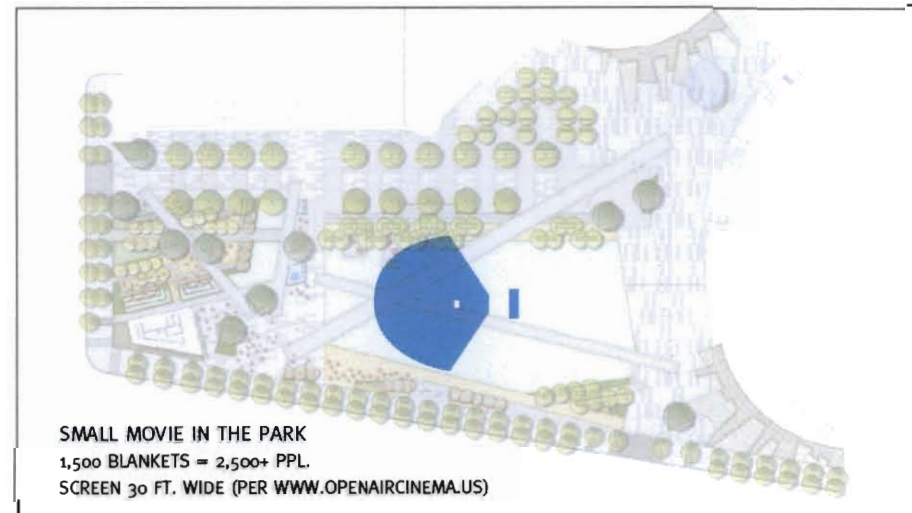 SMALL MOVIE IN THE PARK
1,500 BLANKETS = 2,500+ PPL.
SCREEN 30 FT. WIDE (PER WWW.OPENAIRCINEMA.US)